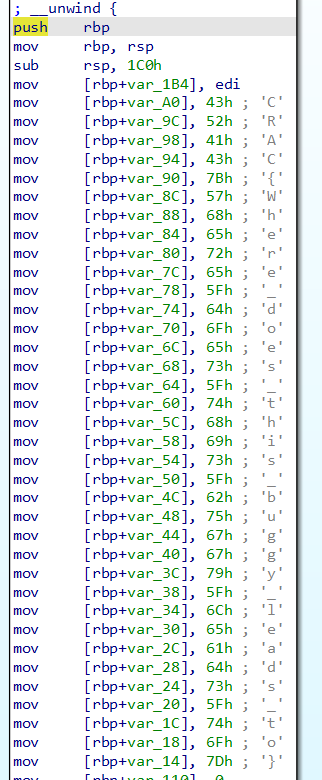 ; __unwind {
push rbp
mov rbp, rsp
sub rsp, 1C0h
mov [rbp+var_1B4], edi
mov [rbp+var_A0], 43h ; 'C'
mov [rbp+var_9C], 52h ; 'R'
mov [rbp+var_98], 41h ; 'A'
mov [rbp+var_94], 43h ; 'C'
mov [rbp+var_90], 7Bh ; '{'
mov [rbp+var_8C], 57h ; 'W'
mov [rbp+var_88], 68h ; 'h'
mov [rbp+var_84], 65h ; 'e'
mov [rbp+var_80], 72h ; 'r'
mov [rbp+var_7C], 65h ; 'e'
mov [rbp+var_78], 5Fh ; '_'
mov [rbp+var_74], 64h ; 'd'
mov [rbp+var_70], 6Fh ; 'o'
mov [rbp+var_6C], 65h ; 'e'
mov [rbp+var_68], 73h ; 's'
mov [rbp+var_64], 5Fh ; '_'
mov [rbp+var_60], 74h ; 't'
mov [rbp+var_5C], 68h ; 'h'
mov [rbp+var_58], 69h ; 'i'
mov [rbp+var_54], 73h ; 's'
mov [rbp+var_50], 5Fh ; '_'
mov [rbp+var_4C], 62h ; 'b'
mov [rbp+var_48], 75h ; 'u'
mov [rbp+var_44], 67h ; 'g'
mov [rbp+var_40], 67h ; 'g'
mov [rbp+var_3C], 79h ; 'y'
mov [rbp+var_38], 5Fh ; '_'
mov [rbp+var_34], 6Ch ; 'l'
mov [rbp+var_30], 65h ; 'e'
mov [rbp+var_2C], 61h ; 'a'
mov [rbp+var_28], 64h ; 'd'
mov [rbp+var_24], 73h ; 's'
mov [rbp+var_20], 5Fh ; '_'
mov [rbp+var_1C], 74h ; 't'
mov [rbp+var_18], 6Fh ; 'o'
mov [rbp+var_14], 7Dh ; '}'
mov [rbp+var_110], 0